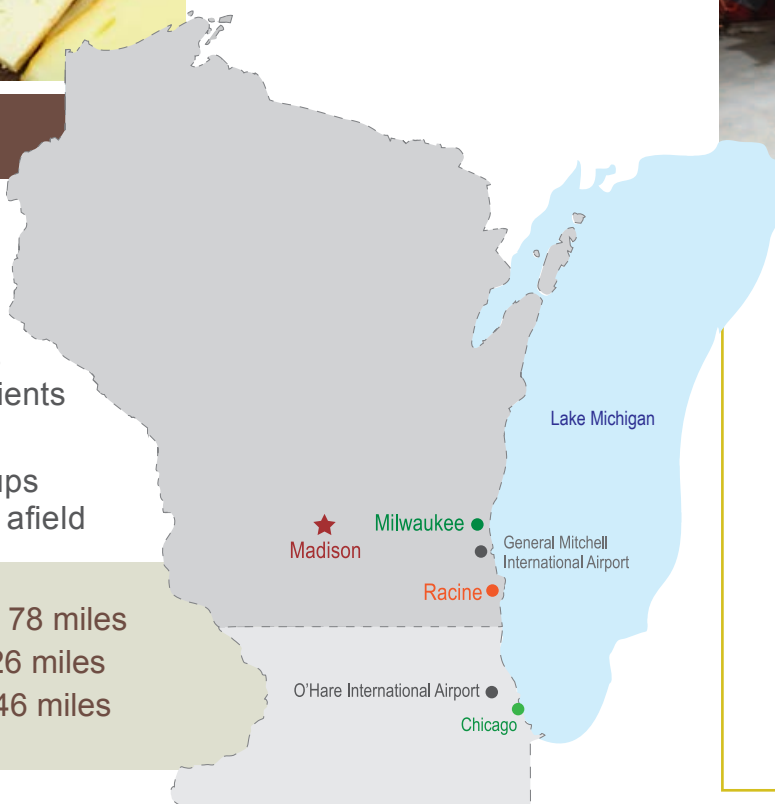 ients
ups
afield
78 miles
26 miles
46 miles
Lake Michigan
Milwaukee
Madison
General Mitchell
International Airport
Racine
O'Hare International Airport
Chicago